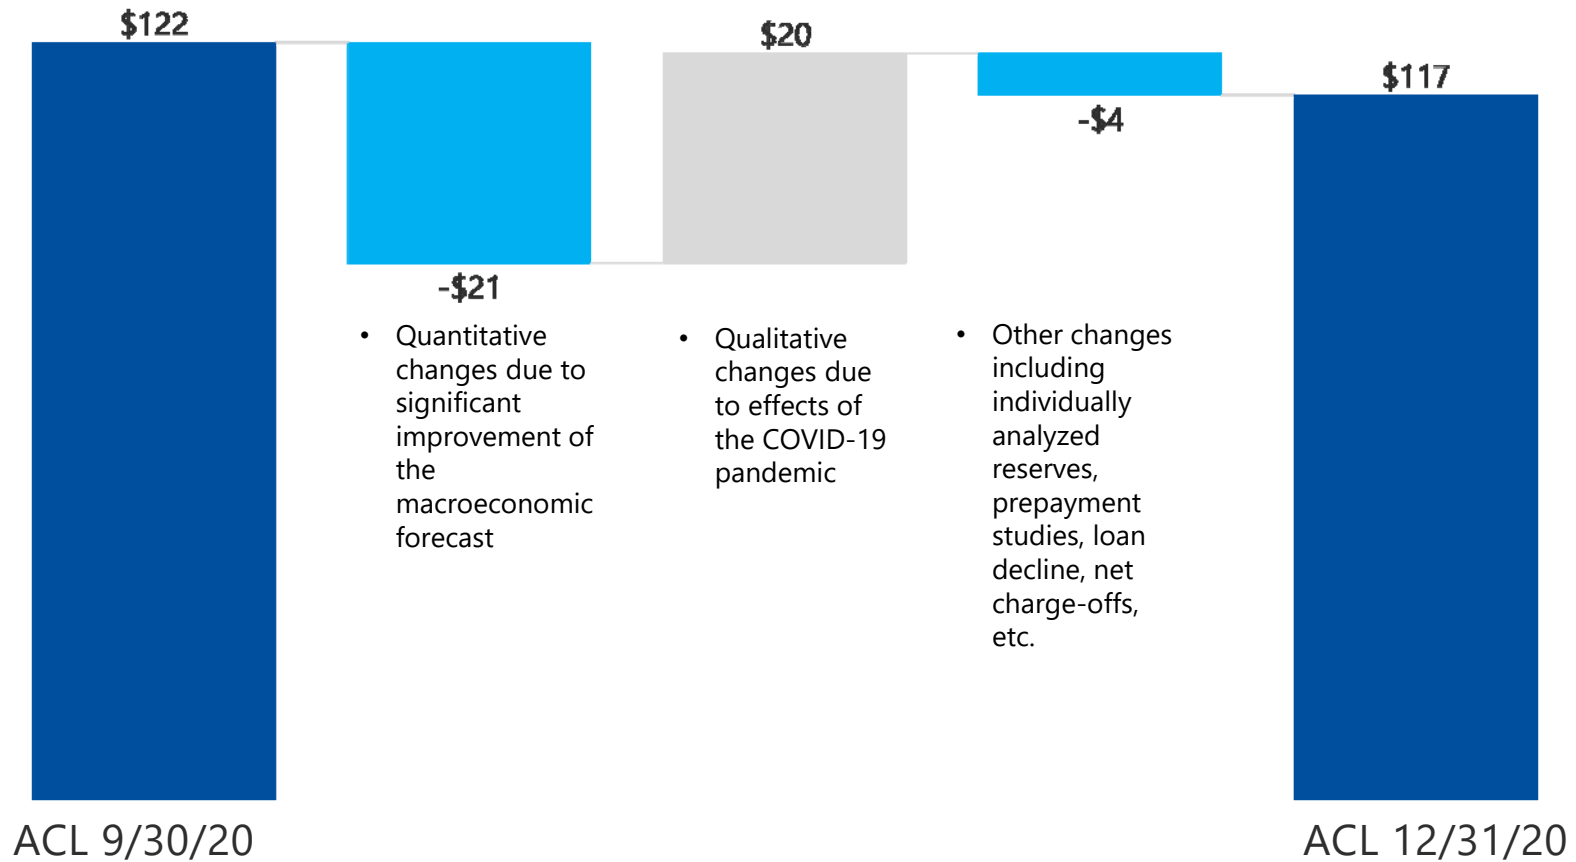 $122
-$21
$20
-$4
$117
• Quantitative
changes due to
significant
improvement of
the
macroeconomic
forecast
• Qualitative
changes due
to effects of
the COVID-19
pandemic
• Other changes
including
individually
analyzed
reserves,
prepayment
studies, loan
decline, net
charge-offs,
etc.
ACL 9/30/20
ACL 12/31/20